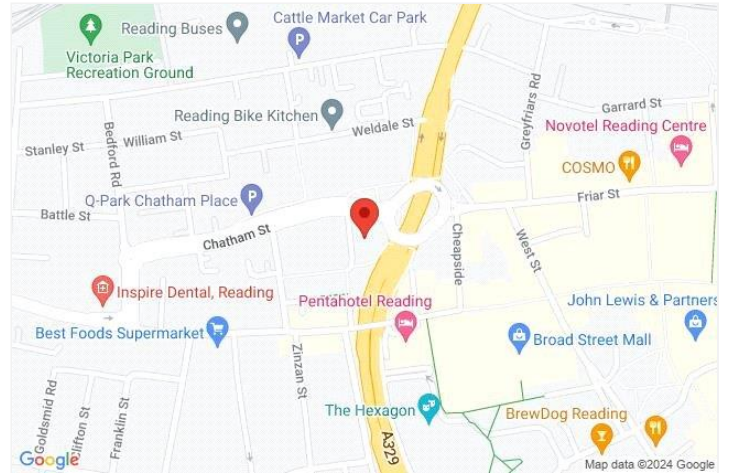 Cattle Market Car Park
P
Reading Buses
Victoria Park
Recreation Ground
Reading Bike Kitchen
Weldale St
Greyfriars Rd
Garrard St
Novotel Reading Centre
COSMO
Stanley St
William St
Bedford Rd
Q-Park Chatham Place
P
Battle St
Chatham St
Friar St
Cheapside
West St
Inspire Dental, Reading
Pentahotel Reading
John Lewis & Partners
Best Foods Supermarket
Broad Street Mall
Zinzan St
Goldsmid Rd
Clifton St
Franklin St
The Hexagon
BrewDog Reading
A329
Google
Map data ©2024 Google